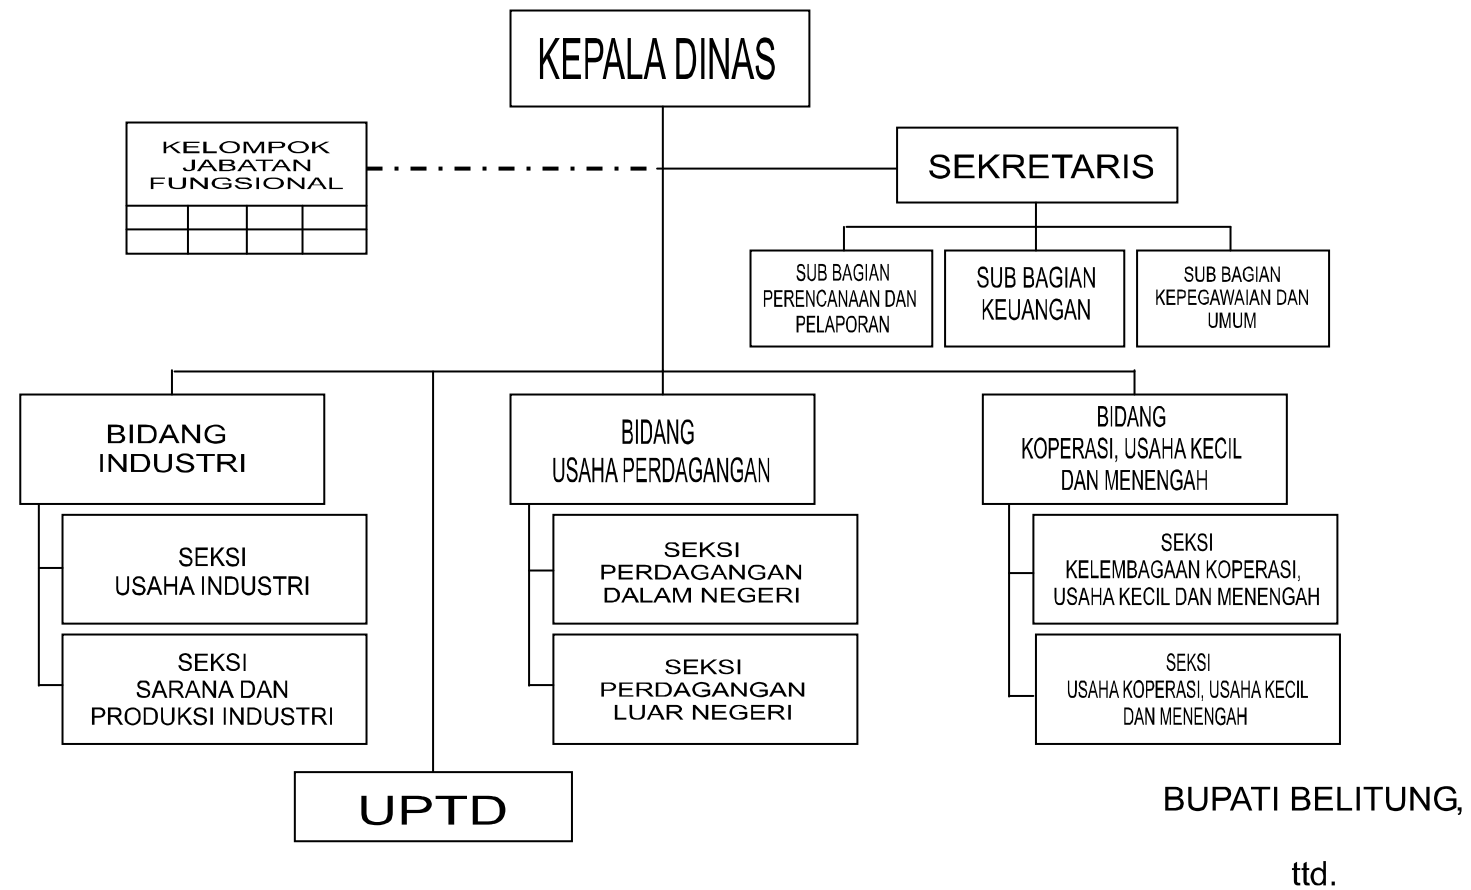 KEPALA DINAS
KELOMPOK
JABATAN
FUNGSIONAL
SEKRETARIS
SUB BAGIAN
PERENCANAAN DAN
PELAPORAN
SUB BAGIAN
KEUANGAN
SUB BAGIAN
KEPEGAWAIAN DAN
UMUM
BIDANG
INDUSTRI
BIDANG
USAHA PERDAGANGAN
BIDANG
KOPERASI, USAHA KECIL
DAN MENENGAH
SEKSI
USAHA INDUSTRI
SEKSI
PERDAGANGAN
DALAM NEGERI
SEKSI
KELEMBAGAAN KOPERASI,
USAHA KECIL DAN MENENGAH
SEKSI
SARANA DAN
PRODUKSI INDUSTRI
SEKSI
PERDAGANGAN
LUAR NEGERI
SEKSI
USAHA KOPERASI, USAHA KECIL
DAN MENENGAH
UPTD
BUPATI BELITUNG,
ttd.